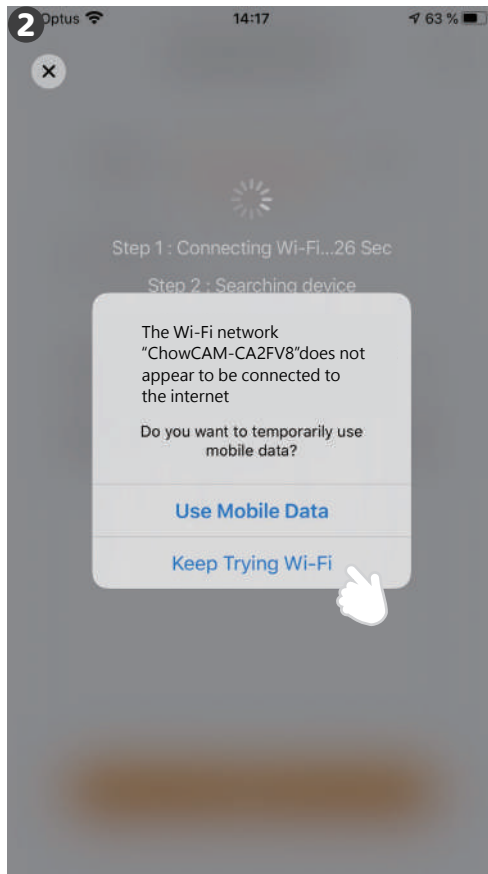 2
Optus 14:17 63 %
Step 1 : Connecting Wi-Fi...26 Sec
Step 2 : Searching device
The Wi-Fi network
“ChowCAM-CA2FV8”does not
appear to be connected to
the internet
Do you want to temporarily use
mobile data?
Use Mobile Data
Keep Trying Wi-Fi